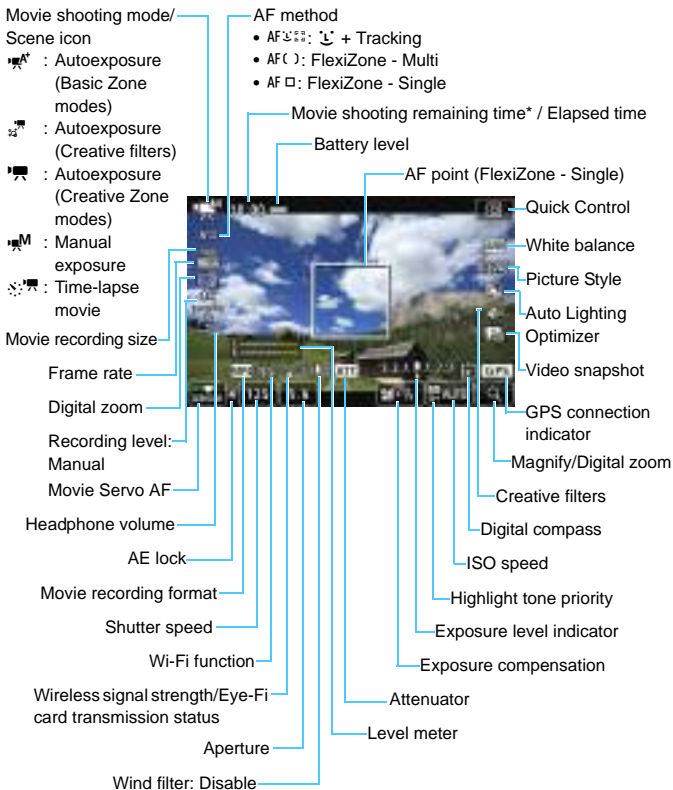 Movie shooting mode/
Scene icon
: Autoexposure
(Basic Zone
modes)
: Autoexposure
(Creative filters)
: Autoexposure
(Creative Zone
modes)
M : Manual
exposure
: Time-lapse
movie
AF method
• AF : + Tracking
• AF( ): FlexiZone - Multi
• AF : FlexiZone - Single
Movie shooting remaining time* / Elapsed time
Battery level
AF point (FlexiZone - Single)
Quick Control
White balance
Picture Style
Auto Lighting
Optimizer
Video snapshot
GPS connection
indicator
Magnify/Digital zoom
Creative filters
Digital compass
ISO speed
Highlight tone priority
Exposure level indicator
Exposure compensation
Attenuator
Level meter
Movie recording size
Frame rate
Digital zoom
Recording level:
Manual
Movie Servo AF
Headphone volume
AE lock
Movie recording format
Shutter speed
Wi-Fi function
Wireless signal strength/Eye-Fi
card transmission status
Aperture
Wind filter: Disable